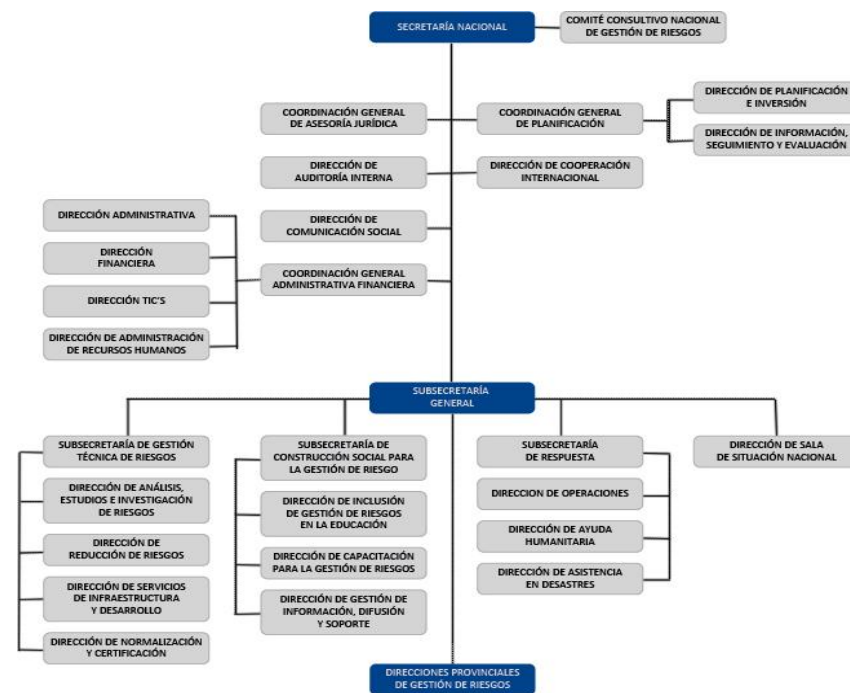 SECRETARÍA NACIONAL
COMITÉ CONSULTIVO NACIONAL
DE GESTIÓN DE RIESGOS
COORDINACIÓN GENERAL
DE ASESORÍA JURÍDICA
COORDINACIÓN GENERAL
DE PLANIFICACIÓN
DIRECCIÓN DE PLANIFICACIÓN
E INVERSIÓN
DIRECCIÓN DE INFORMACIÓN,
SEGUIMIENTO Y EVALUACIÓN
DIRECCIÓN DE
AUDITORÍA INTERNA
DIRECCIÓN DE COOPERACIÓN
INTERNACIONAL
DIRECCIÓN DE
COMUNICACIÓN SOCIAL
COORDINACIÓN GENERAL
ADMINISTRATIVA FINANCIERA
DIRECCIÓN ADMINISTRATIVA
DIRECCIÓN
FINANCIERA
DIRECCIÓN TIC'S
DIRECCIÓN DE ADMINISTRACIÓN
DE RECURSOS HUMANOS
SUBSECRETARÍA
GENERAL
SUBSECRETARÍA DE GESTIÓN
TÉCNICA DE RIESGOS
DIRECCIÓN DE ANÁLISIS,
ESTUDIOS E INVESTIGACIÓN
DE RIESGOS
DIRECCIÓN DE
REDUCCIÓN DE RIESGOS
DIRECCIÓN DE SERVICIOS
DE INFRAESTRUCTURA
Y DESARROLLO
DIRECCIÓN DE NORMALIZACIÓN
Y CERTIFICACIÓN
SUBSECRETARÍA DE
CONSTRUCCIÓN SOCIAL PARA
LA GESTIÓN DE RIESGO
DIRECCIÓN DE INCLUSIÓN
DE GESTIÓN DE RIESGOS
EN LA EDUCACIÓN
DIRECCIÓN DE CAPACITACIÓN
PARA LA GESTIÓN DE RIESGOS
DIRECCIÓN DE GESTIÓN DE
INFORMACIÓN, DIFUSIÓN
Y SOPORTE
SUBSECRETARÍA
DE RESPUESTA
DIRECCION DE OPERACIONES
DIRECCIÓN DE AYUDA
HUMANITARIA
DIRECCIÓN DE ASISTENCIA
EN DESASTRES
DIRECCIÓN DE SALA
DE SITUACIÓN NACIONAL
DIRECCIONES PROVINCIALES
DE GESTIÓN DE RIESGOS